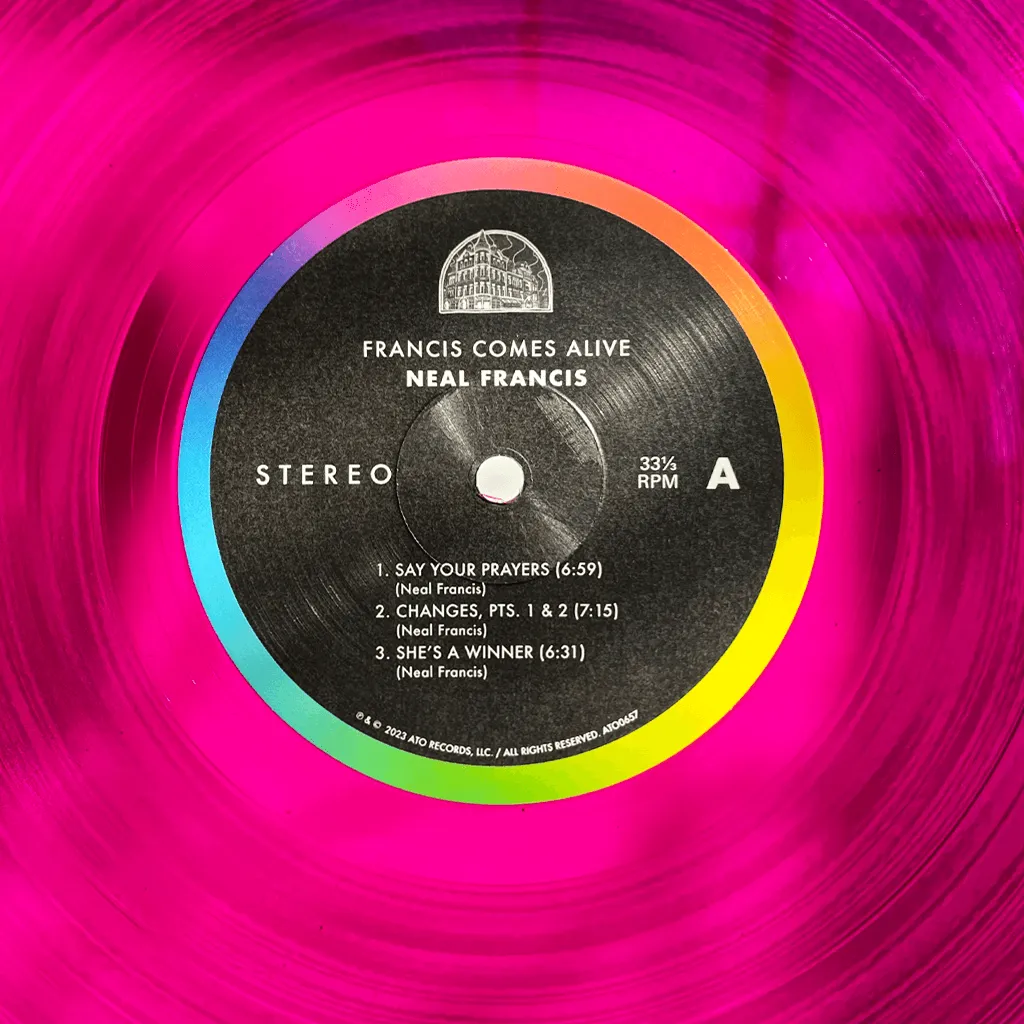 FRANCIS COMES ALIVE
NEAL FRANCIS
STEREO
33⅓
RPM
A
1. SAY YOUR PRAYERS (6:59)
(Neal Francis)
2. CHANGES, PTS. 1 & 2 (7:15)
(Neal Francis)
3. SHE'S A WINNER (6:31)
(Neal Francis)
℗ & © 2023 ATO RECORDS, LLC. / ALL RIGHTS RESERVED. ATO0657